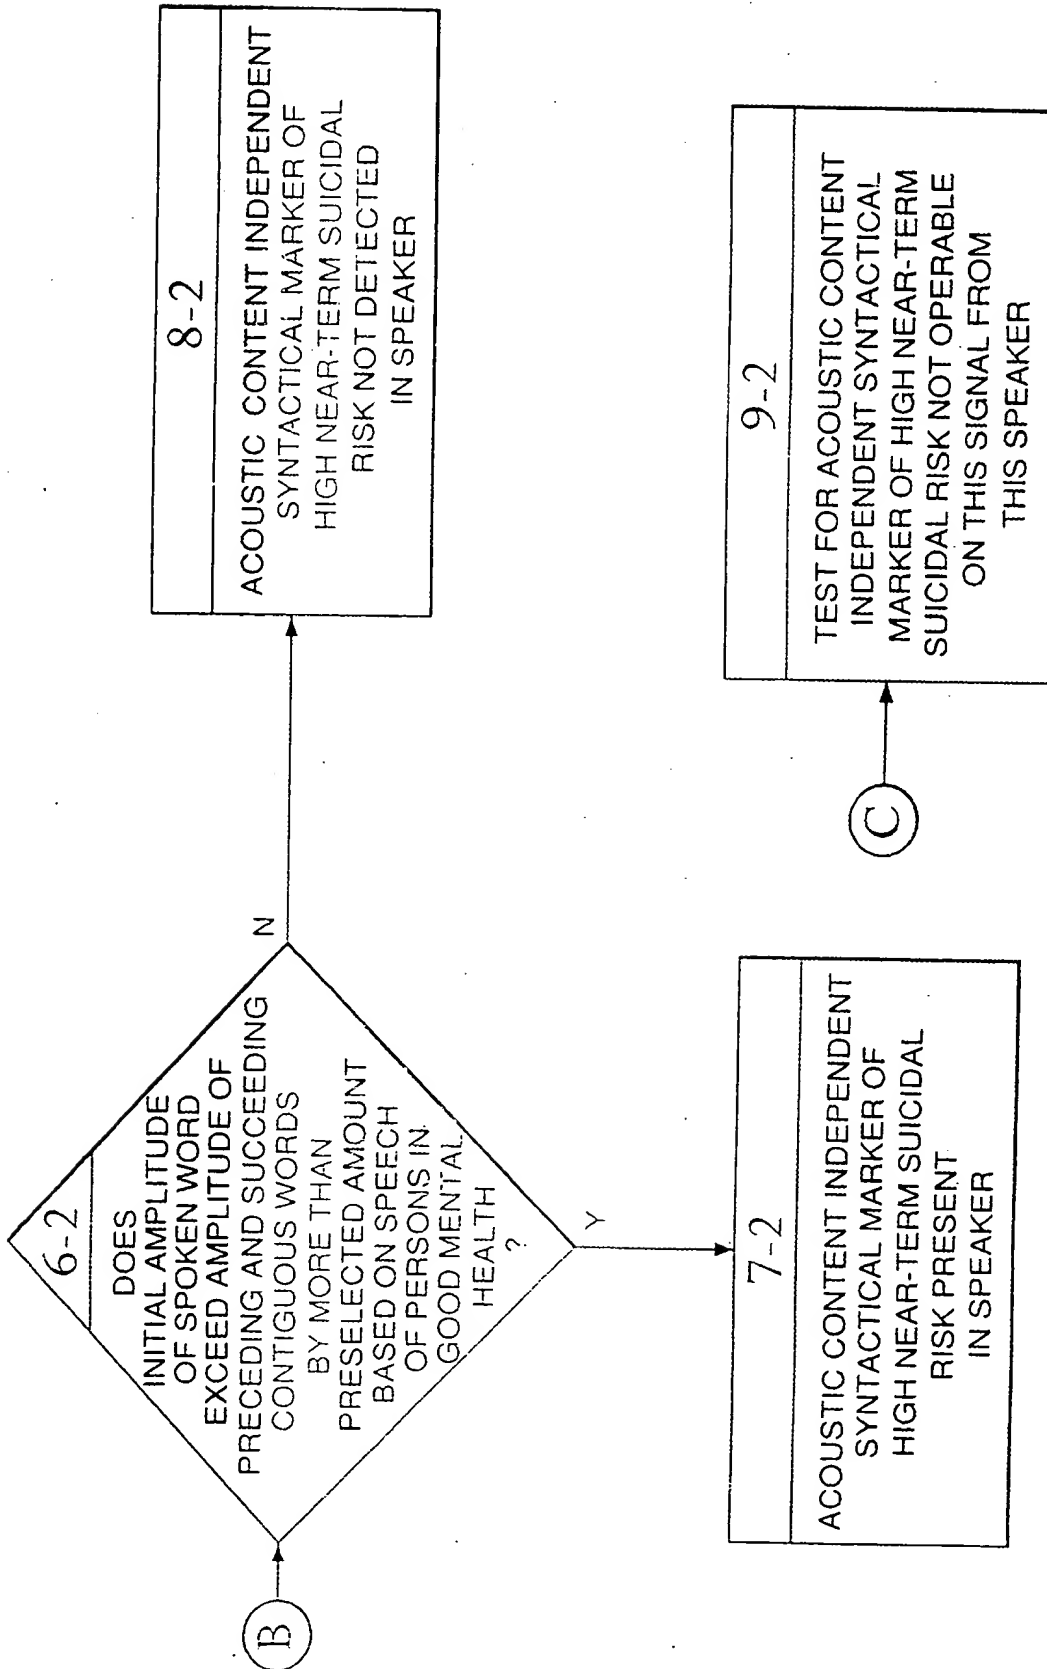 B
6-2
DOES
INITIAL AMPLITUDE
OF SPOKEN WORD
EXCEED AMPLITUDE OF
PRECEDING AND SUCCEEDING
CONTIGUOUS WORDS
BY MORE THAN
PRESELECTED AMOUNT
BASED ON SPEECH
OF PERSONS IN
GOOD MENTAL
HEALTH
?
N
Y
8-2
ACOUSTIC CONTENT INDEPENDENT
SYNTACTICAL MARKER OF
HIGH NEAR-TERM SUICIDAL
RISK NOT DETECTED
IN SPEAKER
7-2
ACOUSTIC CONTENT INDEPENDENT
SYNTACTICAL MARKER OF
HIGH NEAR-TERM SUICIDAL
RISK PRESENT
IN SPEAKER
C
9-2
TEST FOR ACOUSTIC CONTENT
INDEPENDENT SYNTACTICAL
MARKER OF HIGH NEAR-TERM
SUICIDAL RISK NOT OPERABLE
ON THIS SIGNAL FROM
THIS SPEAKER